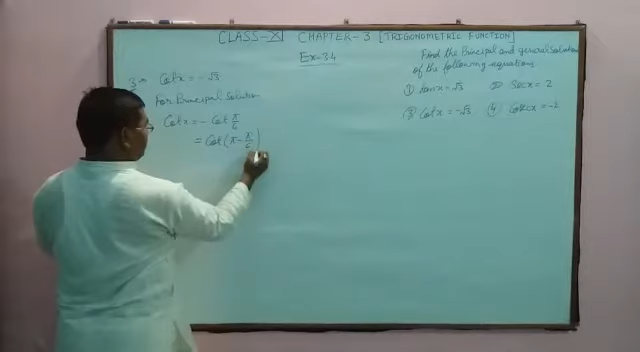 CLASS-XI CHAPTER-3 [TRIGONOMETRIC FUNCTION]
Ex-3.4
Find the Principal and general Solution
of the following equations
① tan x = √3 ② Sec x = 2
③ Cot x = -√3 ④ Cosec x = -2
Cot x = -√3
For Principal Solution
Cot x = - Cot π/6
= Cot (π - π/6)